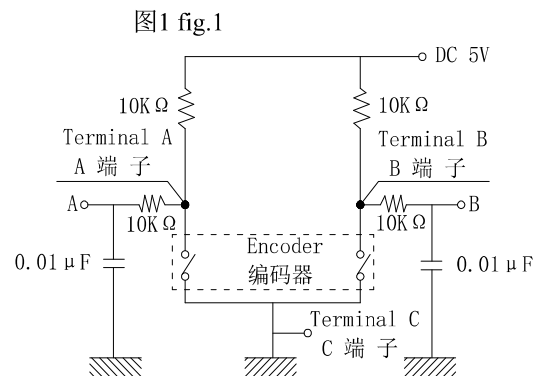 图1 fig.1
DC 5V
10KΩ
10KΩ
Terminal A
A 端 子
Terminal B
B 端 子
A
10KΩ
10KΩ
B
Encoder
编码器
0.01μF
0.01μF
Terminal C
C 端 子